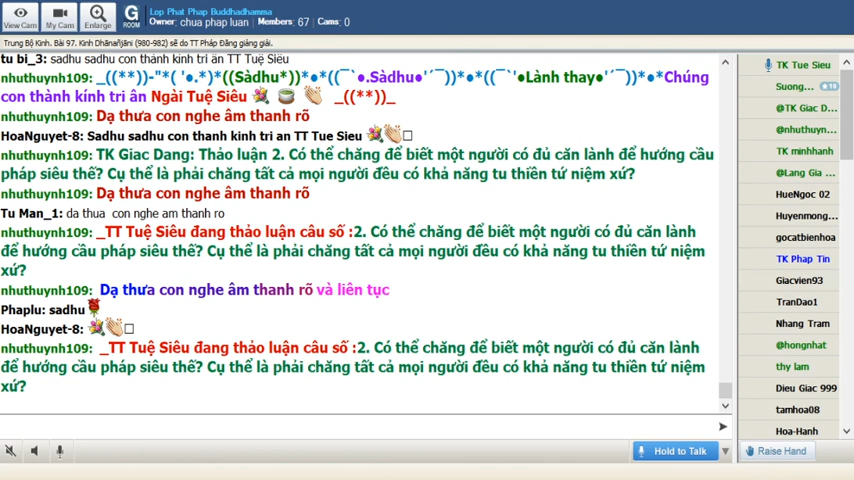 View Cam
My Cam
Enlarge
G ROOM
Lop Phat Phap Buddhadhamma
Owner: chua phap luan Members: 67 Cams: 0
Trung Bộ Kinh. Bài 97. Kinh Dhānañjāni (980-982) sẽ do TT Pháp Đăng giảng giải.
tu bi_3: sadhu sadhu con thành kính tri ân TT Tuệ Siêu
nhuthuynh109: _((**))-"*( '●.*)*((Sàdhu*))*●*((¯`●.Sàdhu●'´¯))*●*((¯`'●Lành thay●'´¯))*●*Chúng
con thành kính tri ân Ngài Tuệ Siêu _((**))_
nhuthuynh109: Dạ thưa con nghe âm thanh rõ
HoaNguyet-8: Sadhu sadhu con thanh kinh tri an TT Tue Sieu
nhuthuynh109: TK Giac Dang: Thảo luận 2. Có thể chăng để biết một người có đủ căn lành để hướng cầu
pháp siêu thế? Cụ thể là phải chăng tất cả mọi người đều có khả năng tu thiền tứ niệm xứ?
nhuthuynh109: Dạ thưa con nghe âm thanh rõ
Tu Man_1: da thua con nghe am thanh ro
nhuthuynh109: _TT Tuệ Siêu đang thảo luận câu số :2. Có thể chăng để biết một người có đủ căn lành
để hướng cầu pháp siêu thế? Cụ thể là phải chăng tất cả mọi người đều có khả năng tu thiền tứ niệm
xứ?
nhuthuynh109: Dạ thưa con nghe âm thanh rõ và liên tục
Phaplu: sadhu
HoaNguyet-8:
nhuthuynh109: _TT Tuệ Siêu đang thảo luận câu số :2. Có thể chăng để biết một người có đủ căn lành
để hướng cầu pháp siêu thế? Cụ thể là phải chăng tất cả mọi người đều có khả năng tu thiền tứ niệm
xứ?
Hold to Talk
TK Tue Sieu
Suong... 10
@TK Giac D...
@nhuthuyn...
TK minhhanh
@Lang Gia ...
HueNgoc 02
Huyenmong...
gocatbienhoa
TK Phap Tin
Giacvien93
TranDao1
Nhang Tram
@hongnhat
thy lam
Dieu Giac 999
tamhoa08
Hoa-Hanh
Raise Hand